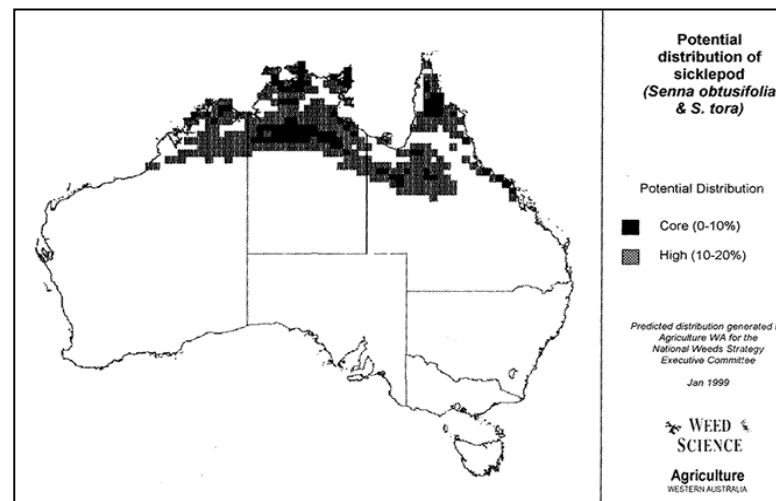 Potential
distribution of
sicklepod
(Senna obtusifolia
& S. tora)
Potential Distribution
Core (0-10%)
High (10-20%)
Predicted distribution generated
Agriculture WA for the
National Weeds Strategy
Executive Committee
Jan 1999
WEED
SCIENCE
Agriculture
WESTERN AUSTRALIA